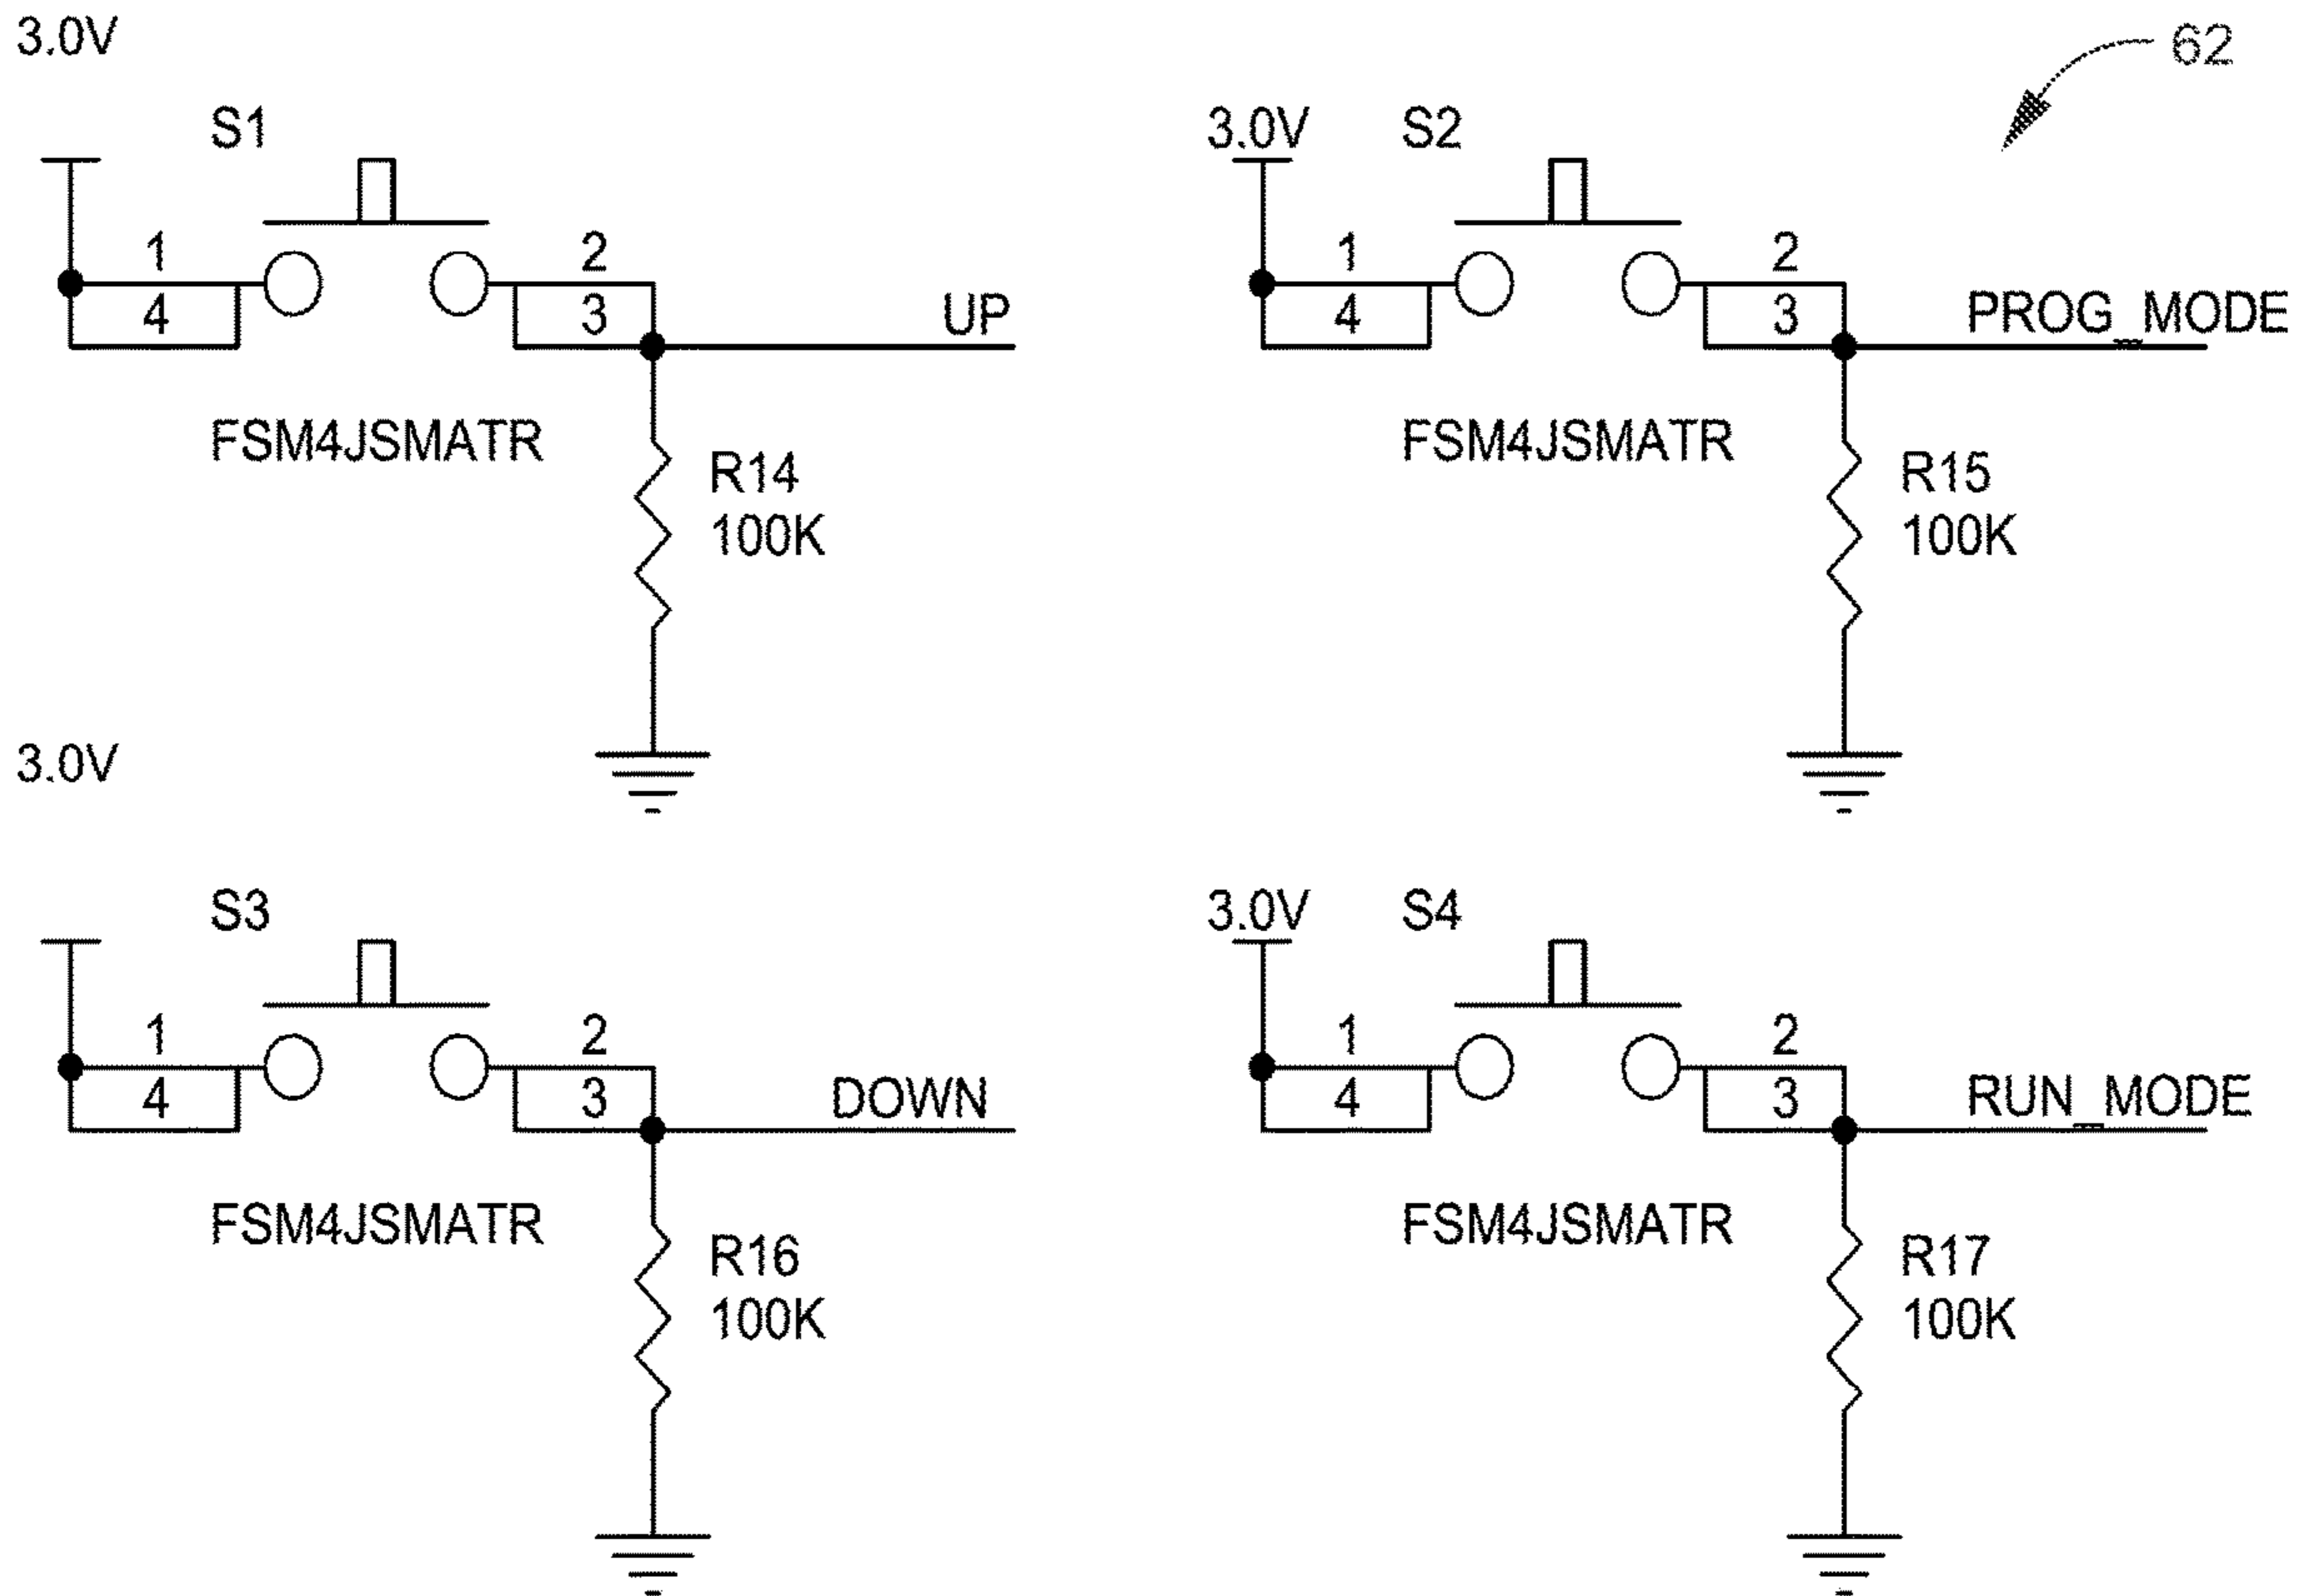 3.0V
S1
1
4
2
3
UP
FSM4JSMATR
R14
100K
62
3.0V
S2
1
4
2
3
PROG_MODE
FSM4JSMATR
R15
100K
3.0V
S3
1
4
2
3
DOWN
FSM4JSMATR
R16
100K
3.0V
S4
1
4
2
3
RUN_MODE
FSM4JSMATR
R17
100K